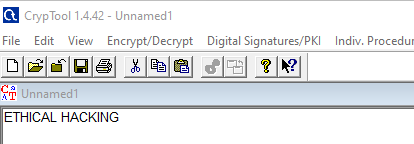 CrypTool 1.4.42 - Unnamed1
File Edit View Encrypt/Decrypt Digital Signatures/PKI Indiv. Procedur
Unnamed1
ETHICAL HACKING